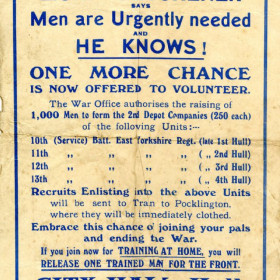 SAYS
Men are Urgently needed
AND
HE KNOWS!
ONE MORE CHANCE
IS NOW OFFERED TO VOLUNTEER.
The War Office authorises the raising of
1,000 Men to form the 2nd Depot Companies (250 each)
of the following Units:—
10th (Service) Batt. East Yorkshire Regt. (late 1st Hull)
11th ,, ,, ,, ,, ( ,, 2nd Hull)
12th ,, ,, ,, ,, ( ,, 3rd Hull)
13th ,, ,, ,, ,, ( ,, 4th Hull)
Recruits Enlisting into the above Units
will be sent to Tran to Pocklington,
where they will be immediately clothed.
Embrace this chance o' joining your pals
and ending the War.
If you join now for TRAINING AT HOME, you will
RELEASE ONE TRAINED MAN FOR THE FRONT.